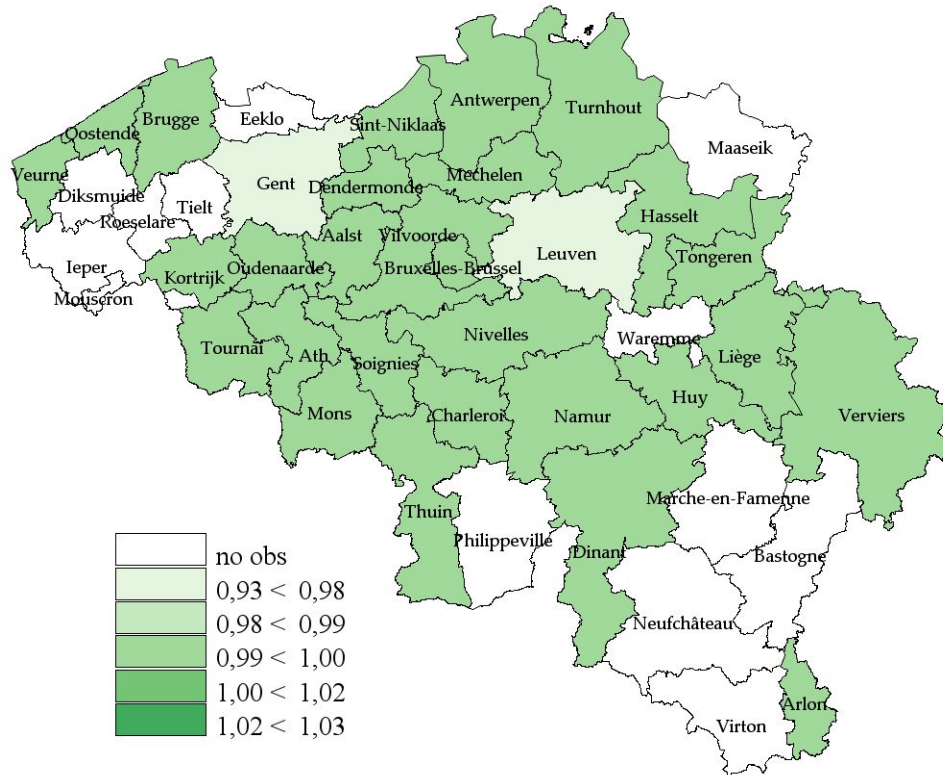 Antwerpen
Turnhout
Brugge
Eeklo
Sint-Niklaas
Oostende
Maaseik
Veurne
Gent
Mechelen
Dendermonde
Diksmuide
Tielt
Roeselare
Hasselt
Aalst
Vilvoorde
Leuven
Tongeren
Ieper
Kortrijk
Oudenaarde
Bruxelles-Brussel
Mouseron
Nivelles
Waremme
Tournai
Ath
Soignies
Liège
Huy
Mons
Charleroi
Namur
Verviers
Marche-en-Famenne
Thuin
Philippeville
Dinant
Bastogne
Neufchâteau
Arlon
Virton
no obs
0,93 < 0,98
0,98 < 0,99
0,99 < 1,00
1,00 < 1,02
1,02 < 1,03